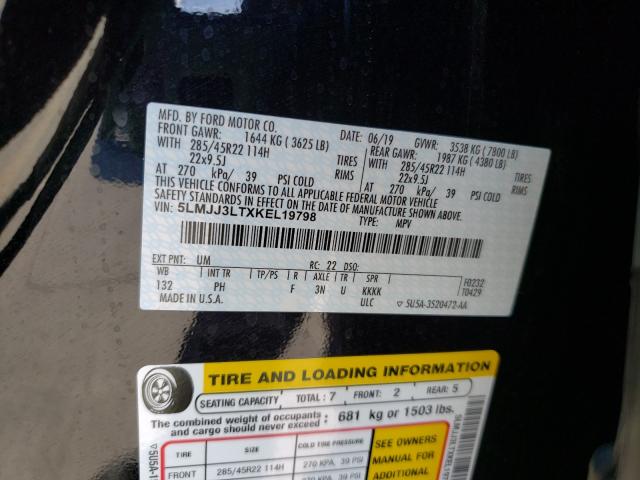 MFD. BY FORD MOTOR CO.
DATE: 06/19 GVWR: 3538 KG (7800 LB)
FRONT GAWR: 1644 KG (3625 LB) REAR GAWR: 1987 KG (4380 LB)
WITH 285/45R22 114H TIRES WITH 285/45R22 114H TIRES
22x9.5J RIMS 22x9.5J RIMS
AT 270 kPa/ 39 PSI COLD AT 270 kPa/ 39 PSI COLD
THIS VEHICLE CONFORMS TO ALL APPLICABLE FEDERAL MOTOR VEHICLE
SAFETY STANDARDS IN EFFECT ON THE DATE OF MANUFACTURE SHOWN ABOVE.
VIN: 5LMJJ3LTXKEL19798 TYPE: MPV
EXT PNT: UM RC: 22 DSO:
WB INT TR TP/PS R AXLE TR SPR F0232
132 PH F 3N U KKKK T0429
MADE IN U.S.A. ULC 5U5A-3520472-AA
TIRE AND LOADING INFORMATION
SEATING CAPACITY TOTAL: 7 FRONT: 2 REAR: 5
The combined weight of occupants and cargo should never exceed: 681 kg or 1503 lbs.
TIRE SIZE COLD TIRE PRESSURE SEE OWNERS
FRONT 285/45R22 114H 270 KPA, 39 PSI MANUAL FOR
ADDITIONAL